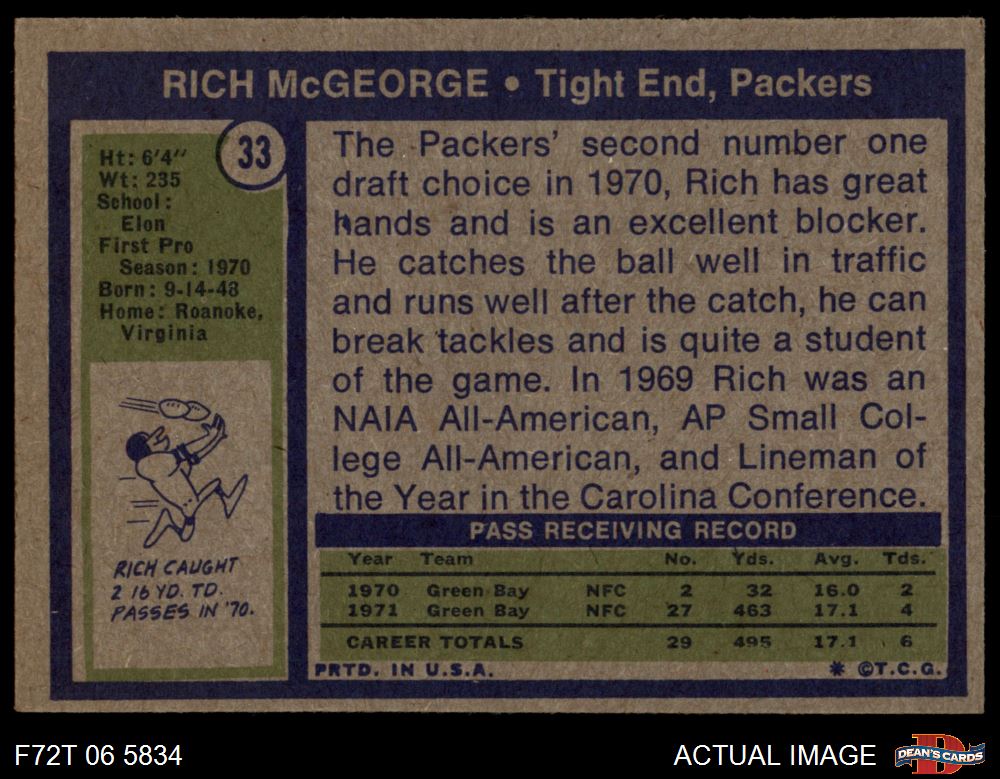 RICH McGEORGE • Tight End, Packers
33
Ht: 6'4''
Wt: 235
School:
Elon
First Pro
Season: 1970
Born: 9-14-48
Home: Roanoke,
Virginia
RICH CAUGHT
2 16 YD. TD.
PASSES IN '70.
The Packers' second number one
draft choice in 1970, Rich has great
hands and is an excellent blocker.
He catches the ball well in traffic
and runs well after the catch, he can
break tackles and is quite a student
of the game. In 1969 Rich was an
NAIA All-American, AP Small Col-
lege All-American, and Lineman of
the Year in the Carolina Conference.
PASS RECEIVING RECORD
Year Team No. Yds. Avg. Tds.
1970 Green Bay NFC 2 32 16.0 2
1971 Green Bay NFC 27 463 17.1 4
CAREER TOTALS 29 495 17.1 6
PRTD. IN U.S.A. * ©T.C.G.
F72T 06 5834 ACTUAL IMAGE DEAN'S CARDS